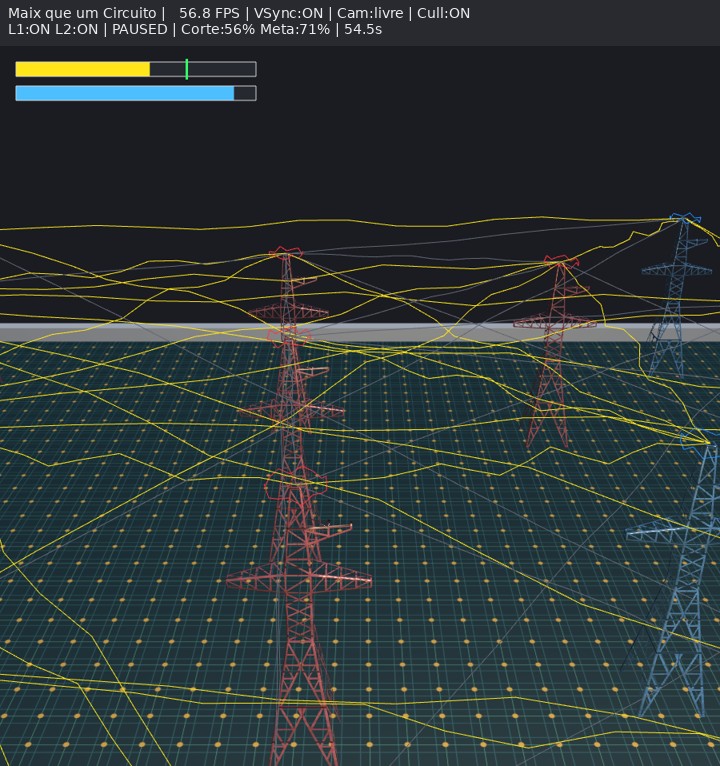 Maix que um Circuito | 56.8 FPS | VSync:ON | Cam:livre | Cull:ON
L1:ON L2:ON | PAUSED | Corte:56% Meta:71% | 54.5s